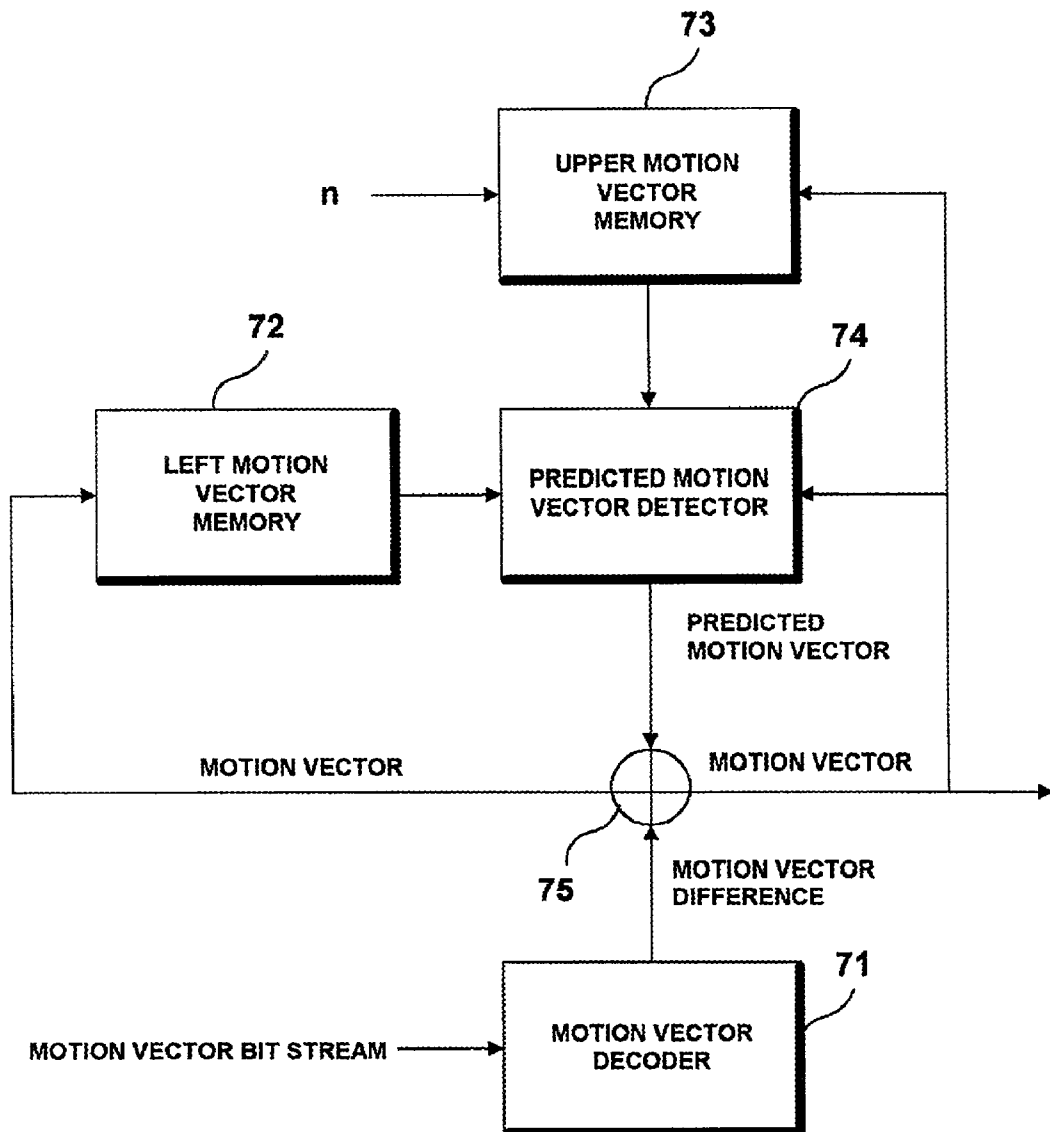 73
UPPER MOTION
VECTOR
MEMORY
n
72
74
LEFT MOTION
VECTOR
MEMORY
PREDICTED MOTION
VECTOR DETECTOR
PREDICTED
MOTION VECTOR
MOTION VECTOR
MOTION VECTOR
75
MOTION VECTOR
DIFFERENCE
71
MOTION VECTOR BIT STREAM
MOTION VECTOR
DECODER